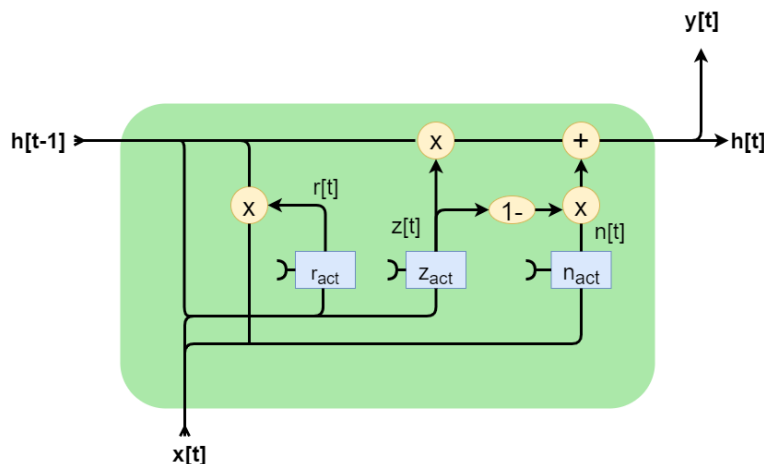 y[t]
h[t-1]
x
+
h[t]
r[t]
x
z[t]
1-
x
n[t]
r_act
z_act
n_act
x[t]